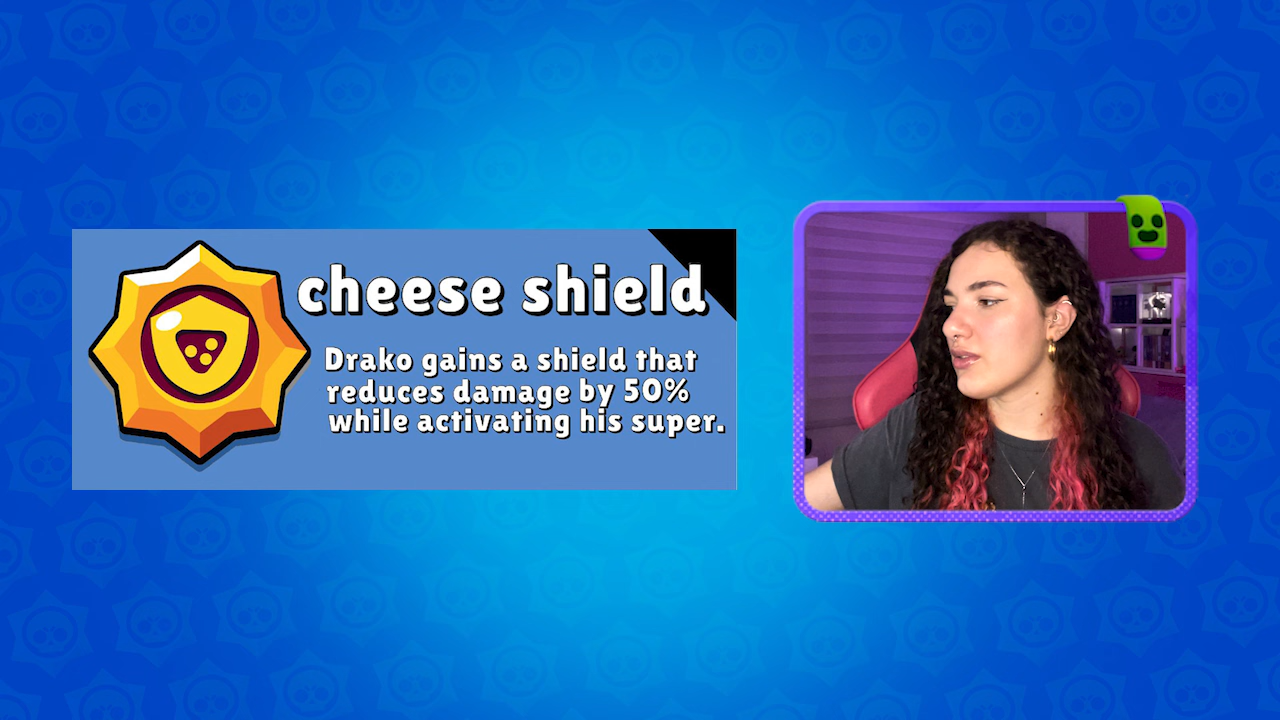 cheese shield
Drako gains a shield that
reduces damage by 50%
while activating his super.